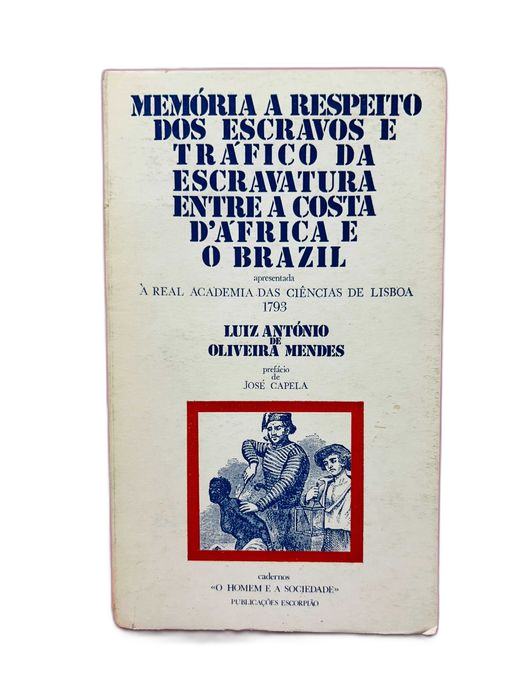 MEMÓRIA A RESPEITO
DOS ESCRAVOS E
TRÁFICO DA
ESCRAVATURA
ENTRE A COSTA
D'ÁFRICA E
O BRAZIL
apresentada
À REAL ACADEMIA DAS CIÊNCIAS DE LISBOA
1793
LUIZ ANTÓNIO
DE
OLIVEIRA MENDES
prefácio
de
JOSÉ CAPELA
cadernos
«O HOMEM E A SOCIEDADE»
PUBLICAÇÕES ESCORPIÃO